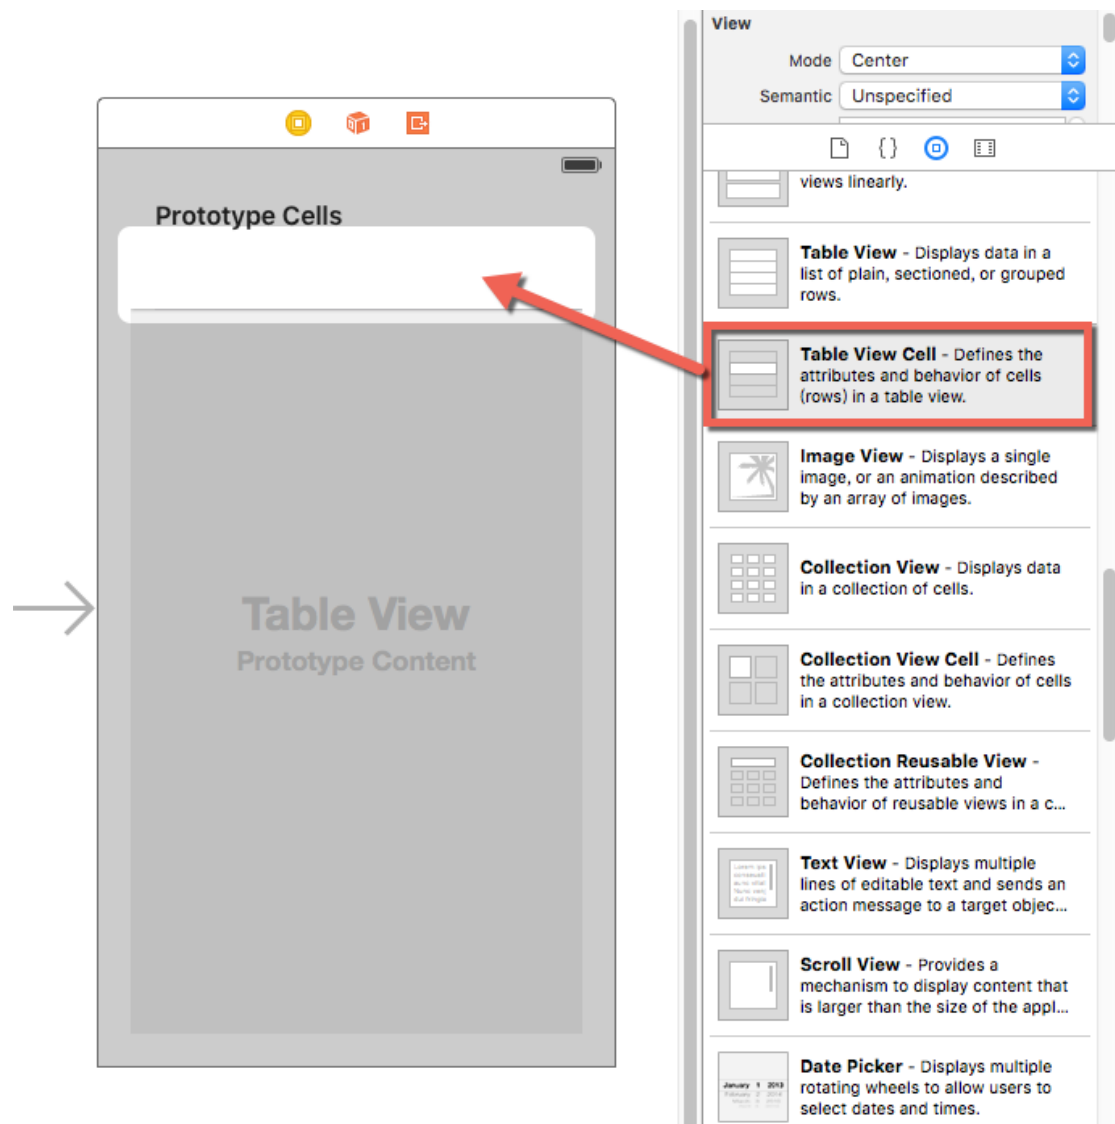 View
Mode Center
Semantic Unspecified
views linearly.
Prototype Cells
Table View - Displays data in a
list of plain, sectioned, or grouped
rows.
Table View Cell - Defines the
attributes and behavior of cells
(rows) in a table view.
Image View - Displays a single
image, or an animation described
by an array of images.
Collection View - Displays data
in a collection of cells.
Table View
Prototype Content
Collection View Cell - Defines
the attributes and behavior of cells
in a collection view.
Collection Reusable View -
Defines the attributes and
behavior of reusable views in a c...
Text View - Displays multiple
lines of editable text and sends an
action message to a target objec...
Scroll View - Provides a
mechanism to display content that
is larger than the size of the appl...
Date Picker - Displays multiple
rotating wheels to allow users to
select dates and times.
January 1 2013
February 2 2014